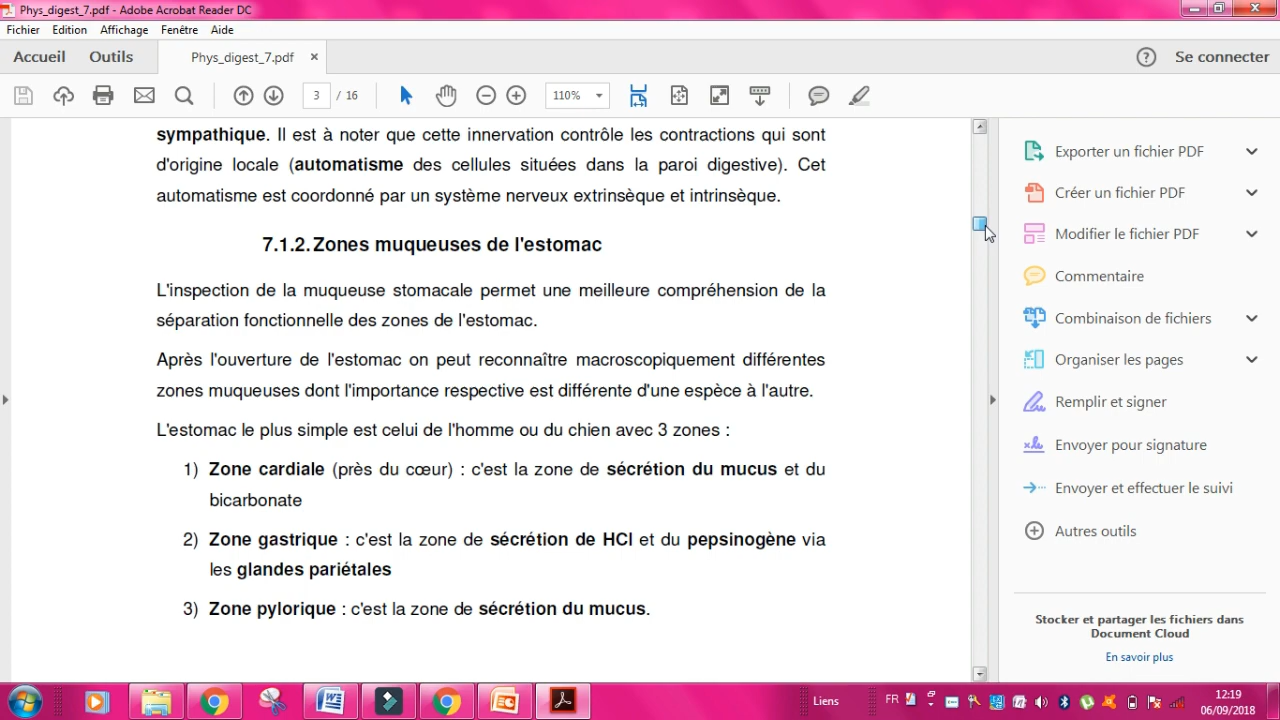 Phys_digest_7.pdf - Adobe Acrobat Reader DC
Fichier Edition Affichage Fenêtre Aide
Accueil Outils Phys_digest_7.pdf × Se connecter
3 / 16 110%
sympathique. Il est à noter que cette innervation contrôle les contractions qui sont
d'origine locale (automatisme des cellules situées dans la paroi digestive). Cet
automatisme est coordonné par un système nerveux extrinsèque et intrinsèque.
7.1.2. Zones muqueuses de l'estomac
L'inspection de la muqueuse stomacale permet une meilleure compréhension de la
séparation fonctionnelle des zones de l'estomac.
Après l'ouverture de l'estomac on peut reconnaître macroscopiquement différentes
zones muqueuses dont l'importance respective est différente d'une espèce à l'autre.
L'estomac le plus simple est celui de l'homme ou du chien avec 3 zones :
1) Zone cardiale (près du cœur) : c'est la zone de sécrétion du mucus et du
bicarbonate
2) Zone gastrique : c'est la zone de sécrétion de HCl et du pepsinogène via
les glandes pariétales
3) Zone pylorique : c'est la zone de sécrétion du mucus.
Exporter un fichier PDF
Créer un fichier PDF
Modifier le fichier PDF
Commentaire
Combinaison de fichiers
Organiser les pages
Remplir et signer
Envoyer pour signature
Envoyer et effectuer le suivi
Autres outils
Stocker et partager les fichiers dans
Document Cloud
En savoir plus
Liens FR 12:19
06/09/2018